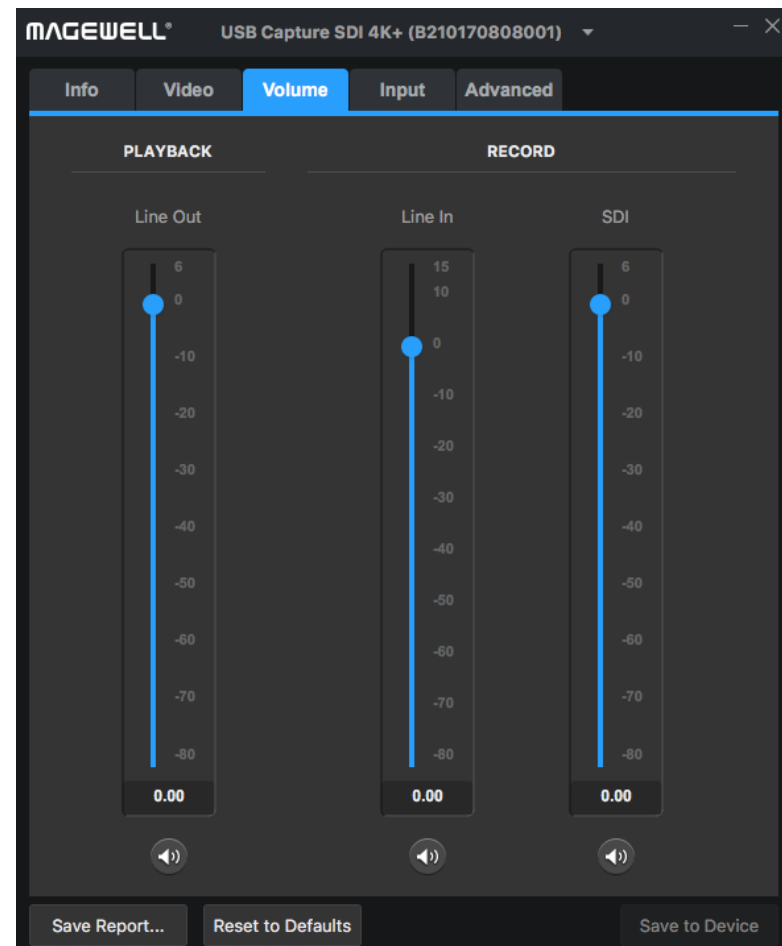 MAGEWELL® USB Capture SDI 4K+ (B210170808001)
Info Video Volume Input Advanced
PLAYBACK RECORD
Line Out Line In SDI
6 15 6
10
0 0 0
-10 -10 -10
-20 -20 -20
-30 -30 -30
-40 -40 -40
-50 -50 -50
-60 -60 -60
-70 -70 -70
-80 -80 -80
0.00 0.00 0.00
Save Report... Reset to Defaults Save to Device